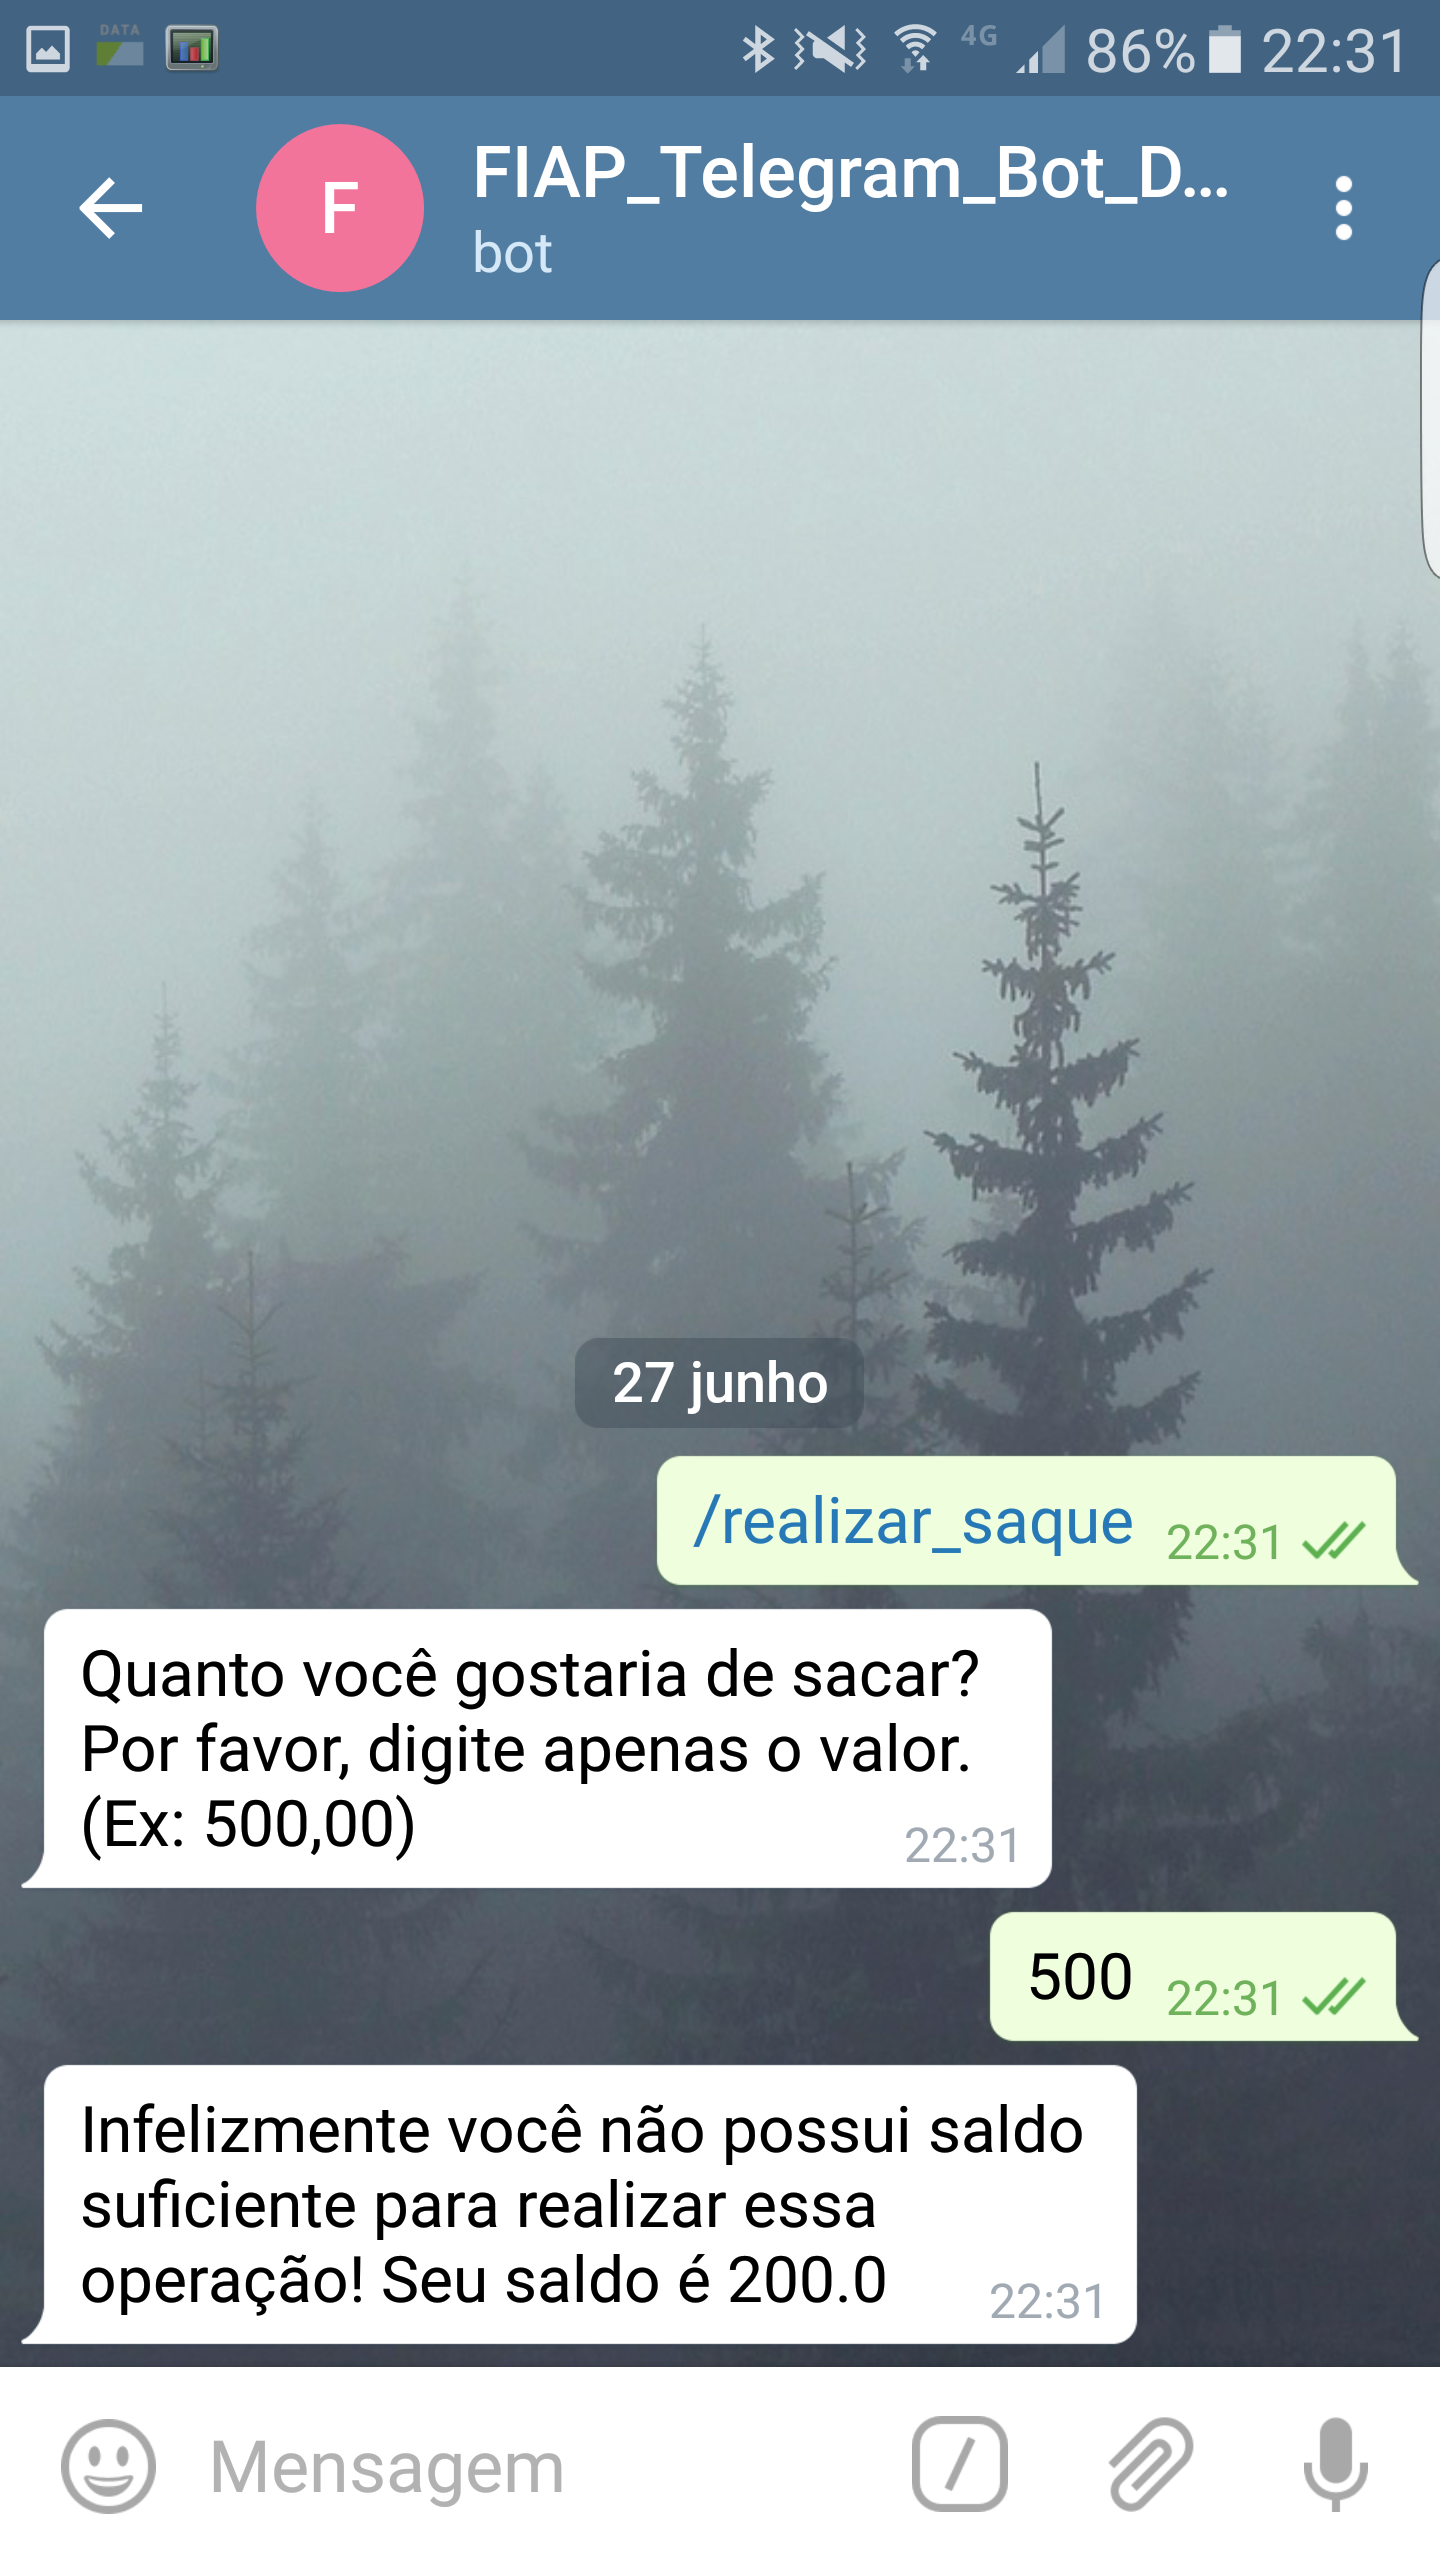 DATA
4G 86% 22:31
F
FIAP_Telegram_Bot_D...
bot
27 junho
/realizar_saque 22:31
Quanto você gostaria de sacar?
Por favor, digite apenas o valor.
(Ex: 500,00) 22:31
500 22:31
Infelizmente você não possui saldo
suficiente para realizar essa
operação! Seu saldo é 200.0 22:31
Mensagem